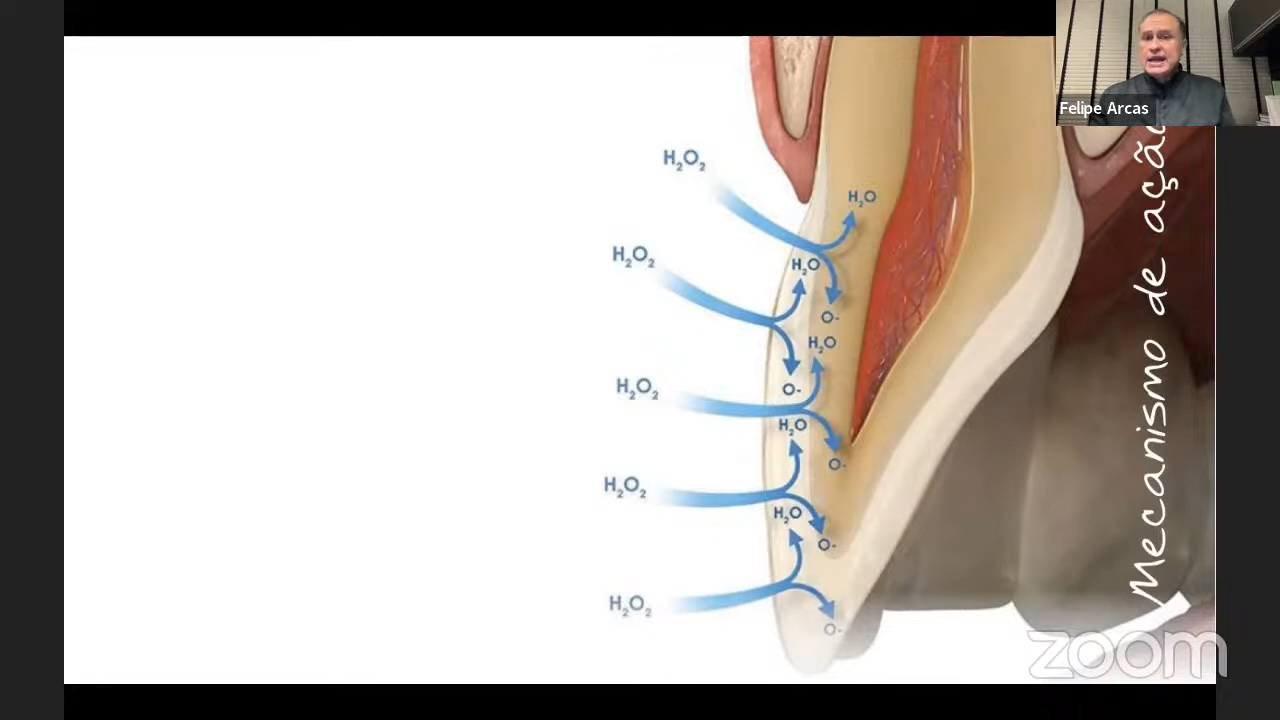 Felipe Arcas
Mecanismo de ação
H₂O₂
H₂O
H₂O₂
H₂O
O-
H₂O
H₂O₂
O-
H₂O
O-
H₂O₂
H₂O
O-
H₂O₂
O-
zoom